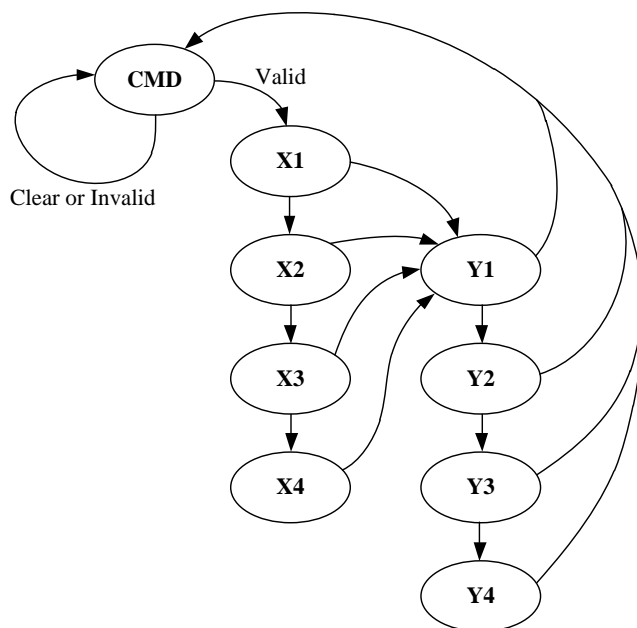 CMD
Valid
X1
Clear or Invalid
X2
Y1
X3
Y2
X4
Y3
Y4